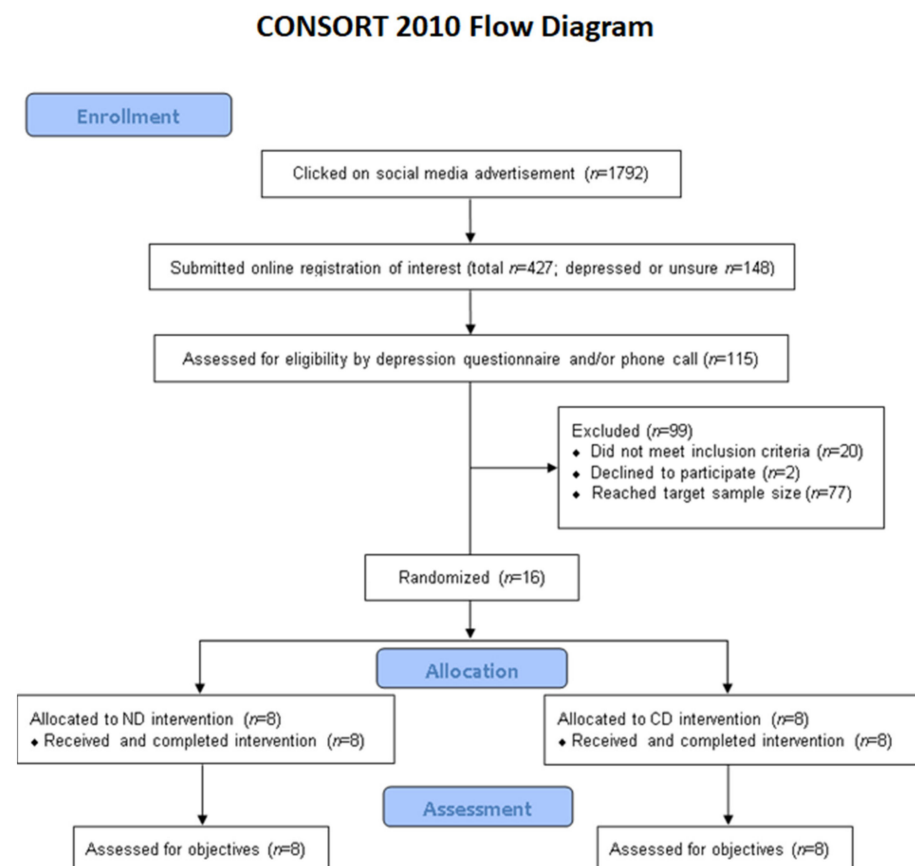 CONSORT 2010 Flow Diagram
Enrollment
Clicked on social media advertisement (n=1792)
Submitted online registration of interest (total n=427; depressed or unsure n=148)
Assessed for eligibility by depression questionnaire and/or phone call (n=115)
Excluded (n=99)
♦ Did not meet inclusion criteria (n=20)
♦ Declined to participate (n=2)
♦ Reached target sample size (n=77)
Randomized (n=16)
Allocation
Allocated to ND intervention (n=8)
♦ Received and completed intervention (n=8)
Allocated to CD intervention (n=8)
♦ Received and completed intervention (n=8)
Assessment
Assessed for objectives (n=8)
Assessed for objectives (n=8)